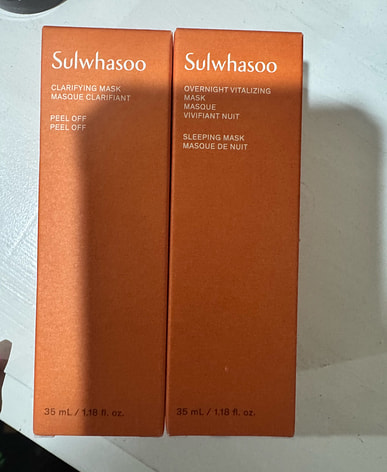 Sulwhasoo
CLARIFYING MASK
MASQUE CLARIFIANT
PEEL OFF
PEEL OFF
35 mL / 1.18 fl. oz.
Sulwhasoo
OVERNIGHT VITALIZING
MASK
MASQUE
VIVIFIANT NUIT
SLEEPING MASK
MASQUE DE NUIT
35 mL / 1.18 fl. oz.